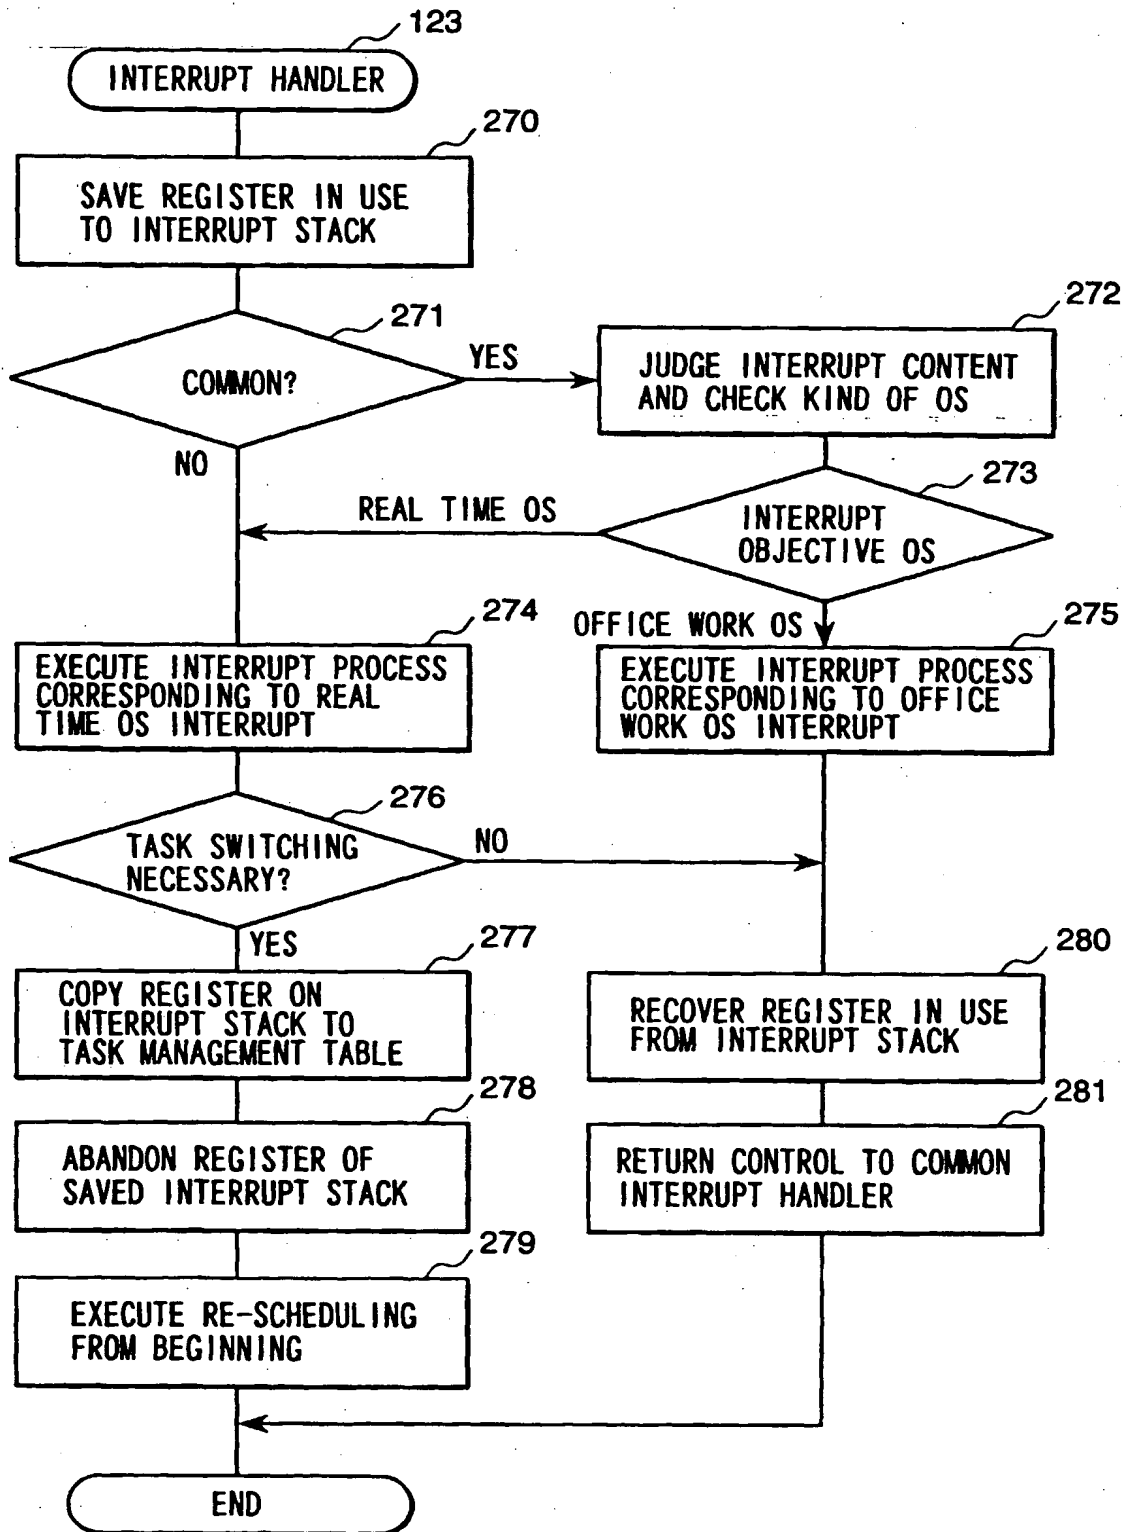 123
INTERRUPT HANDLER
270
SAVE REGISTER IN USE
TO INTERRUPT STACK
271
COMMON?
YES
NO
272
JUDGE INTERRUPT CONTENT
AND CHECK KIND OF OS
273
INTERRUPT
OBJECTIVE OS
REAL TIME OS
OFFICE WORK OS
274
EXECUTE INTERRUPT PROCESS
CORRESPONDING TO REAL
TIME OS INTERRUPT
275
EXECUTE INTERRUPT PROCESS
CORRESPONDING TO OFFICE
WORK OS INTERRUPT
276
TASK SWITCHING
NECESSARY?
NO
YES
277
COPY REGISTER ON
INTERRUPT STACK TO
TASK MANAGEMENT TABLE
278
ABANDON REGISTER OF
SAVED INTERRUPT STACK
279
EXECUTE RE-SCHEDULING
FROM BEGINNING
280
RECOVER REGISTER IN USE
FROM INTERRUPT STACK
281
RETURN CONTROL TO COMMON
INTERRUPT HANDLER
END